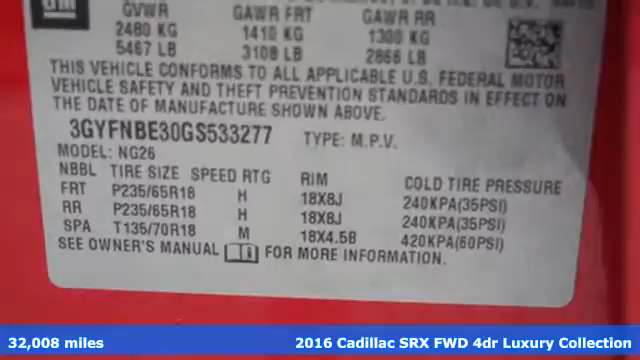 GM
GVWR GAWR FRT GAWR RR
2480 KG 1410 KG 1300 KG
5467 LB 3108 LB 2866 LB
THIS VEHICLE CONFORMS TO ALL APPLICABLE U.S. FEDERAL MOTOR
VEHICLE SAFETY AND THEFT PREVENTION STANDARDS IN EFFECT ON
THE DATE OF MANUFACTURE SHOWN ABOVE.
3GYFNBE30GS533277 TYPE: M.P.V.
MODEL: NG26
NBBL TIRE SIZE SPEED RTG RIM COLD TIRE PRESSURE
FRT P235/65R18 H 18X8J 240KPA(35PSI)
RR P235/65R18 H 18X8J 240KPA(35PSI)
SPA T135/70R18 M 18X4.5B 420KPA(60PSI)
SEE OWNER'S MANUAL FOR MORE INFORMATION.
32,008 miles 2016 Cadillac SRX FWD 4dr Luxury Collection